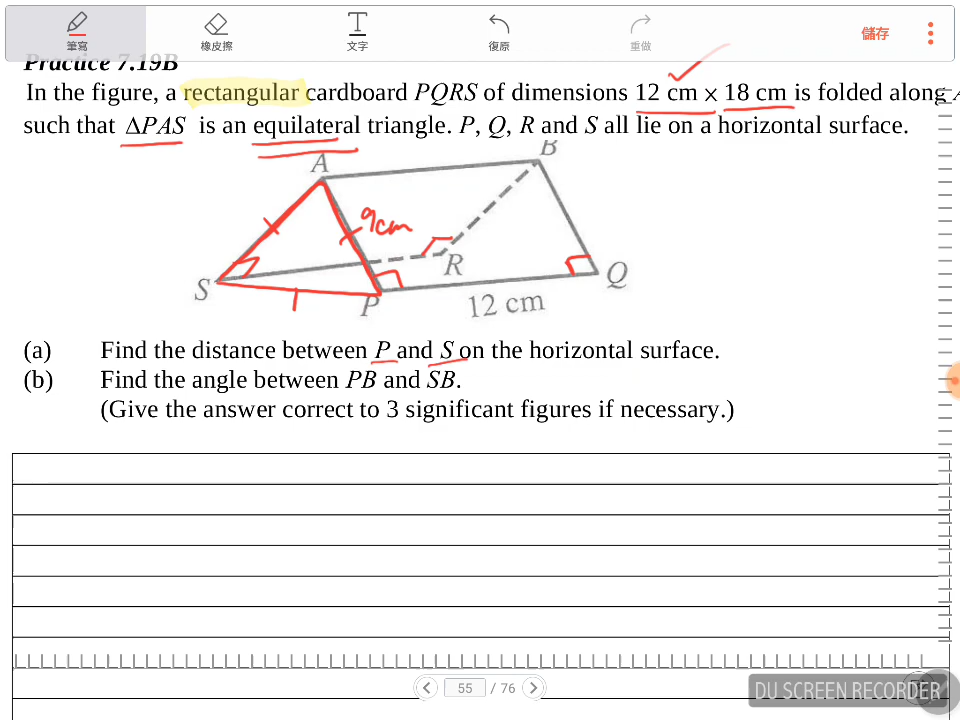 筆寫
橡皮擦
文字
復原
重做
儲存
Practice 7.19B
In the figure, a rectangular cardboard PQRS of dimensions 12 cm × 18 cm is folded along
such that ΔPAS is an equilateral triangle. P, Q, R and S all lie on a horizontal surface.
A
B
9cm
R
S
P
Q
12 cm
(a) Find the distance between P and S on the horizontal surface.
(b) Find the angle between PB and SB.
(Give the answer correct to 3 significant figures if necessary.)
55 / 76
DU SCREEN RECORDER